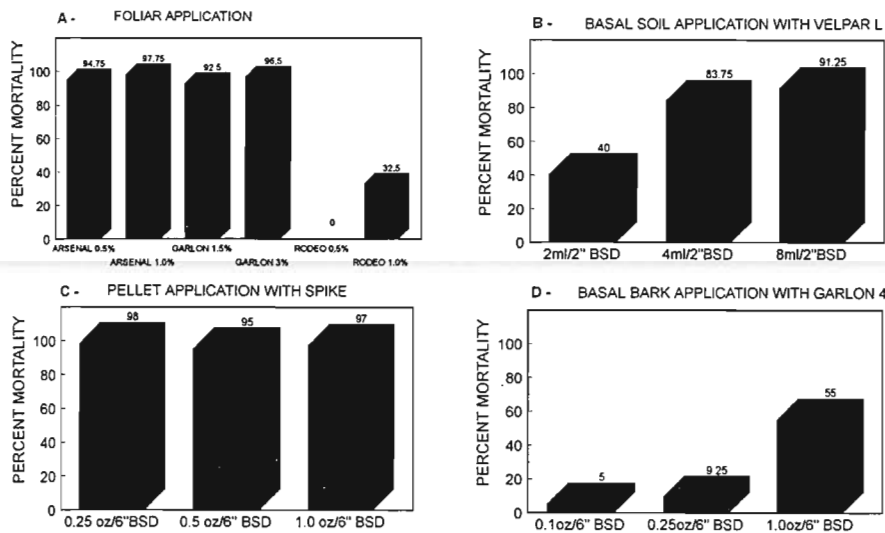 A - FOLIAR APPLICATION
PERCENT MORTALITY
100
80
60
40
20
0
94.75
97.75
92.5
96.5
0
32.5
ARSENAL 0.5%
ARSENAL 1.0%
GARLON 1.5%
GARLON 3%
RODEO 0.5%
RODEO 1.0%
B - BASAL SOIL APPLICATION WITH VELPAR L
PERCENT MORTALITY
100
80
60
40
20
0
40
83.75
91.25
2ml/2" BSD
4ml/2"BSD
8ml/2"BSD
C - PELLET APPLICATION WITH SPIKE
PERCENT MORTALITY
100
80
60
40
20
0
98
95
97
0.25 oz/6"BSD
0.5 oz/6" BSD
1.0 oz/6" BSD
D - BASAL BARK APPLICATION WITH GARLON 4
PERCENT MORTALITY
100
80
60
40
20
0
5
9.25
55
0.1oz/6" BSD
0.25oz/6" BSD
1.0oz/6" BSD